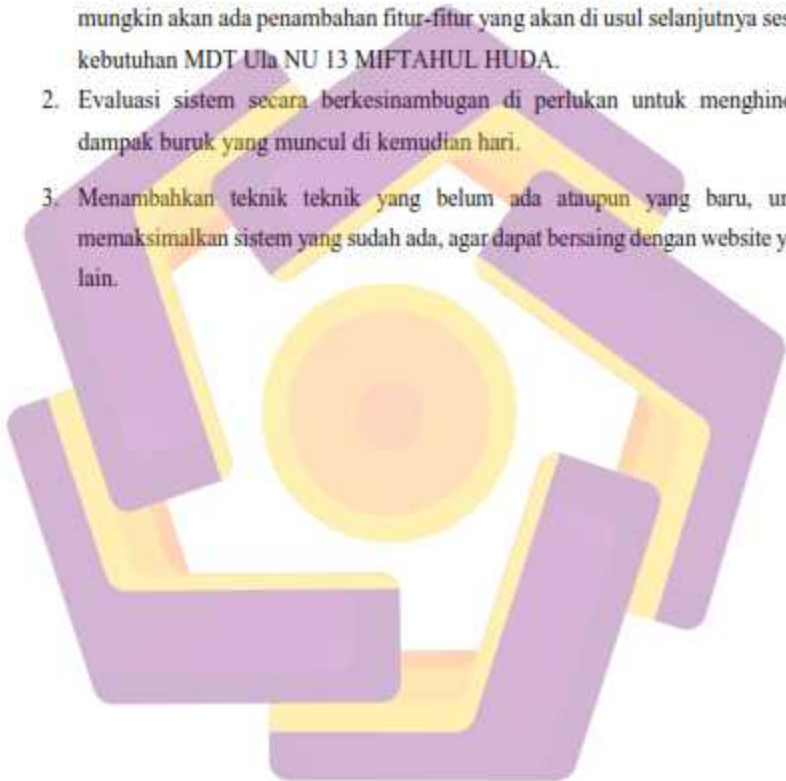 mungkin akan ada penambahan fitur-fitur yang akan di usul selanjutnya ses
kebutuhan MDT Ula NU 13 MIFTAHUL HUDA.
2. Evaluasi sistem secara berkesinambugan di perlukan untuk menghind
dampak buruk yang muncul di kemudian hari.
3. Menambahkan teknik teknik yang belum ada ataupun yang baru, un
memaksimalkan sistem yang sudah ada, agar dapat bersaing dengan website y
lain.